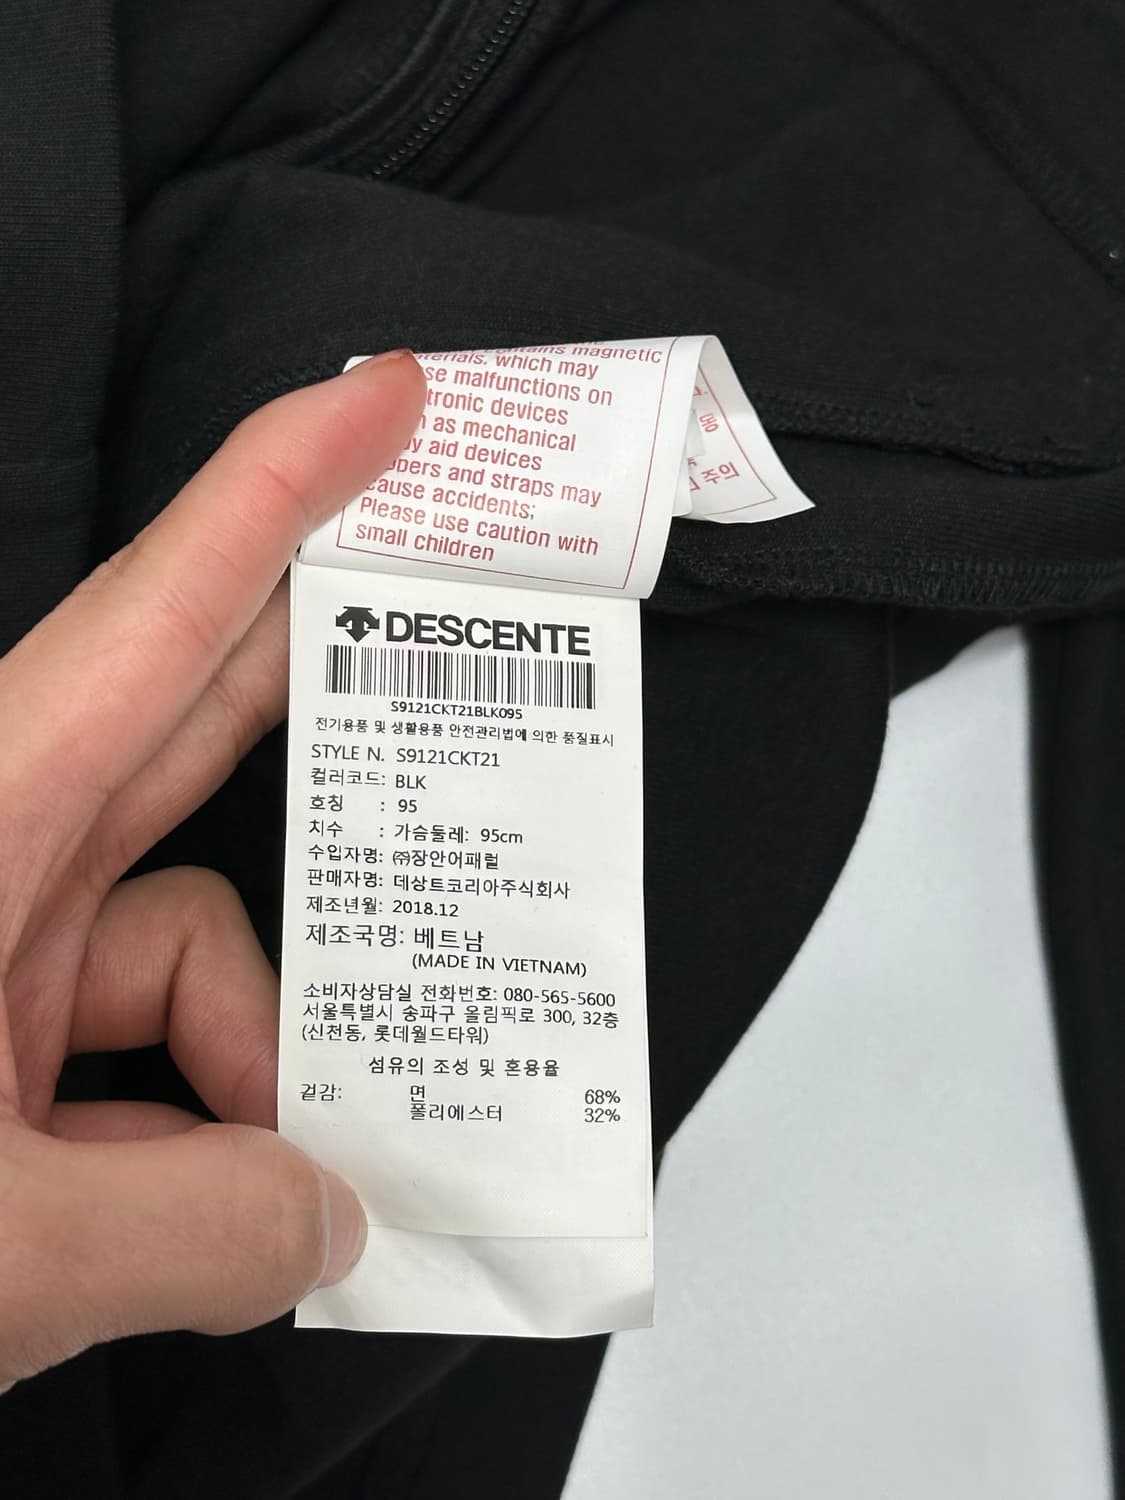 contains magnetic
which may
malfunctions on
devices
as mechanical
aid devices
and straps may
cause accidents;
Please use caution with
small children
주의
DESCENTE
S9121CKT21BLK095
전기용품 및 생활용품 안전관리법에 의한 품질표시
STYLE N. S9121CKT21
컬러코드: BLK
호칭 : 95
치수 : 가슴둘레: 95cm
수입자명: ㈜장안어패럴
판매자명: 데상트코리아주식회사
제조년월: 2018.12
제조국명: 베트남
(MADE IN VIETNAM)
소비자상담실 전화번호: 080-565-5600
서울특별시 송파구 올림픽로 300, 32층
(신천동, 롯데월드타워)
섬유의 조성 및 혼용율
겉감: 면 68%
폴리에스터 32%